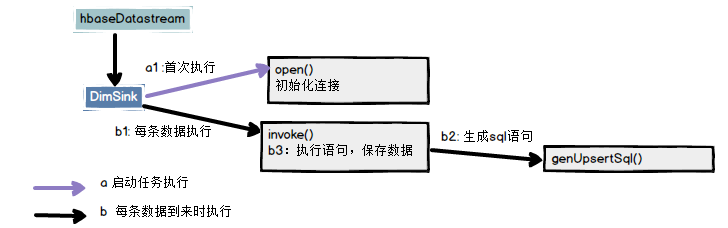 hbaseDatastream
a1 :首次执行
open()
初始化连接
DimSink
b1: 每条数据执行
invoke()
b3：执行语句，保存数据
b2: 生成sql语句
genUpsertSql()
a 启动任务执行
b 每条数据到来时执行